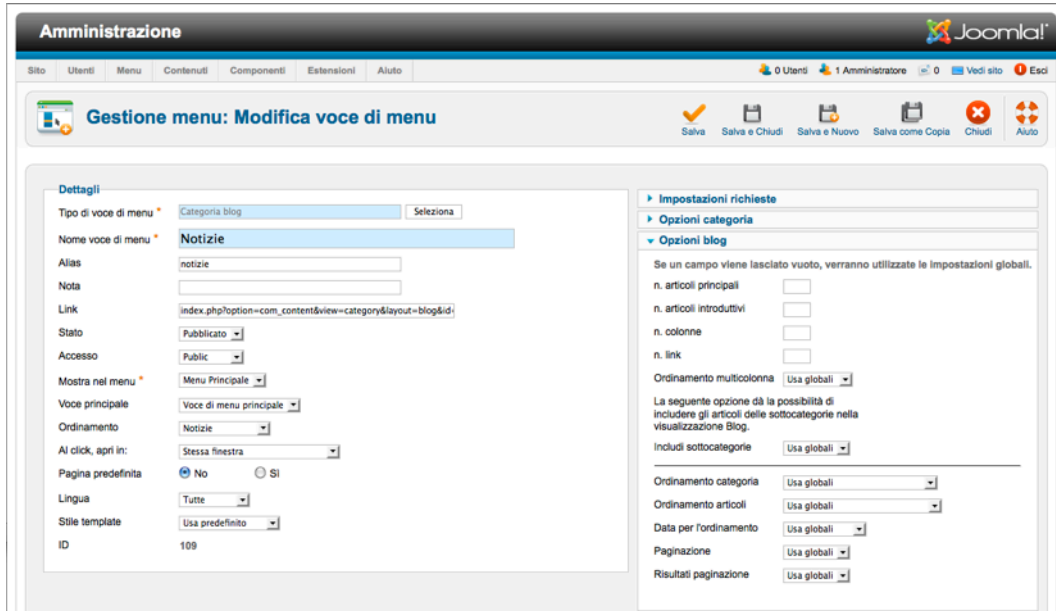 Amministrazione
Joomla!
Sito Utenti Menu Contenuti Componenti Estensioni Aiuto 0 Utenti 1 Amministratore 0 Vedi sito Esci
Gestione menu: Modifica voce di menu
Salva Salva e Chiudi Salva e Nuovo Salva come Copia Chiudi Aiuto
Dettagli
Tipo di voce di menu * Categoria blog Seleziona
Nome voce di menu * Notizie
Alias notizie
Nota
Link index.php?option=com_content&view=category&layout=blog&id=
Stato Pubblicato
Accesso Public
Mostra nel menu * Menu Principale
Voce principale Voce di menu principale
Ordinamento Notizie
Al click, apri in: Stessa finestra
Pagina predefinita No Sì
Lingua Tutte
Stile template Usa predefinito
ID 109
Impostazioni richieste
Opzioni categoria
Opzioni blog
Se un campo viene lasciato vuoto, verranno utilizzate le impostazioni globali.
n. articoli principali
n. articoli introduttivi
n. colonne
n. link
Ordinamento multicolonna Usa globali
La seguente opzione dà la possibilità di
includere gli articoli delle sottocategorie nella
visualizzazione Blog.
Includi sottocategorie Usa globali
Ordinamento categoria Usa globali
Ordinamento articoli Usa globali
Data per l'ordinamento Usa globali
Paginazione Usa globali
Risultati paginazione Usa globali